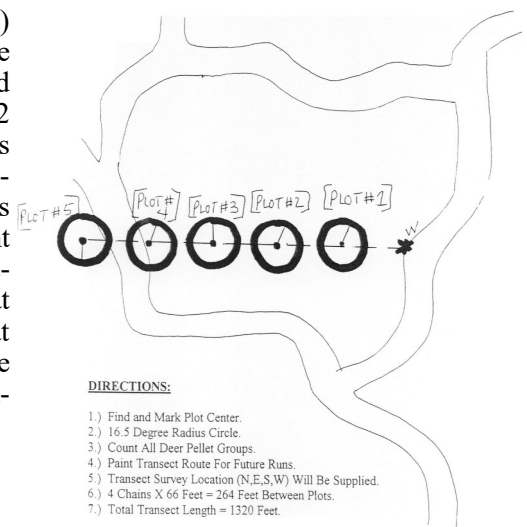 )
e
d
2
s
-
s
t
-
t
t
e
-
[PLOT #5] [PLOT # 4] [PLOT #3] [PLOT #2] [PLOT #1]
W
DIRECTIONS:
1.) Find and Mark Plot Center.
2.) 16.5 Degree Radius Circle.
3.) Count All Deer Pellet Groups.
4.) Paint Transect Route For Future Runs.
5.) Transect Survey Location (N,E,S,W) Will Be Supplied.
6.) 4 Chains X 66 Feet = 264 Feet Between Plots.
7.) Total Transect Length = 1320 Feet.